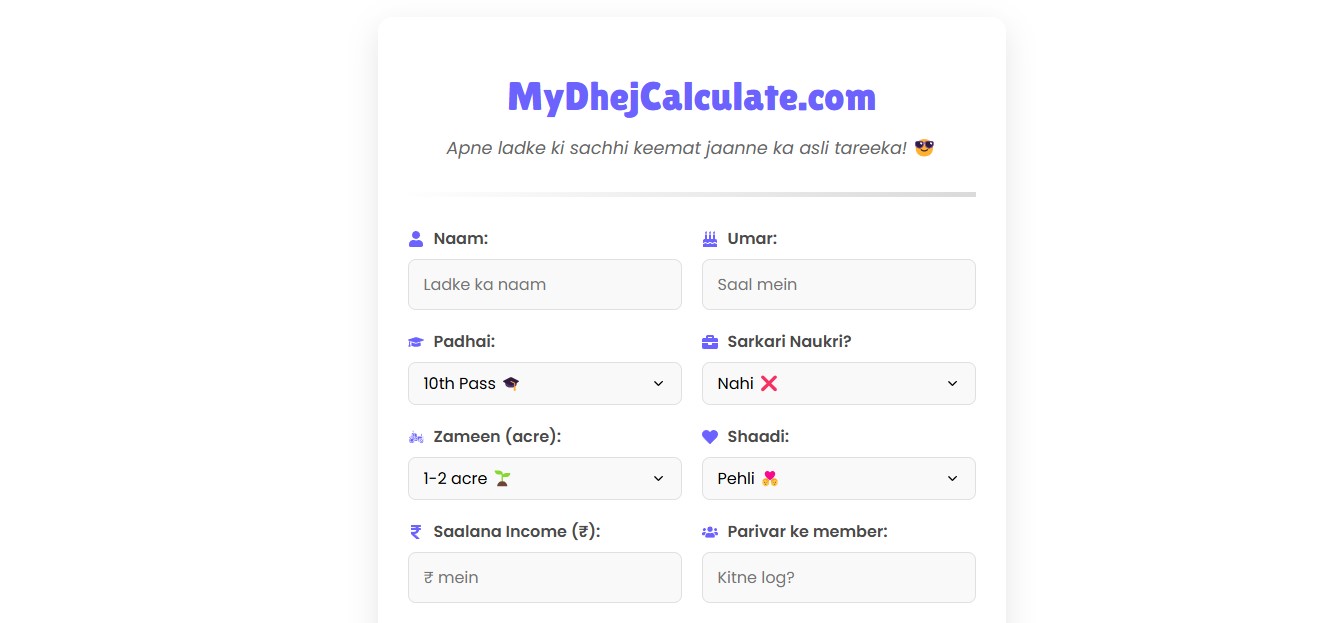 MyDhejCalculate.com
Apne ladke ki sachhi keemat jaanne ka asli tareeka! 😎
Naam: Umar:
Ladke ka naam Saal mein
Padhai: Sarkari Naukri?
10th Pass 🎓 Nahi ❌
Zameen (acre): Shaadi:
1-2 acre 🌱 Pehli 💑
Saalana Income (₹): Parivar ke member:
₹ mein Kitne log?